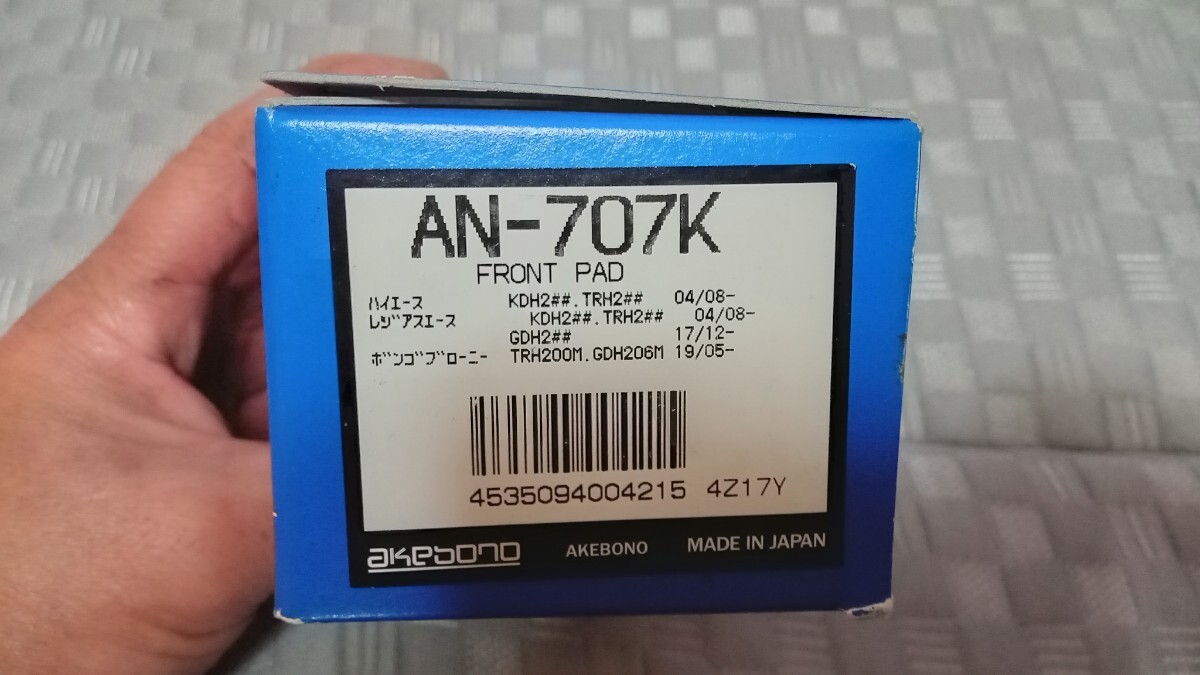 AN-707K
FRONT PAD
ﾊｲｴｰｽ KDH2##.TRH2## 04/08-
ﾚｼﾞｱｽｴｰｽ KDH2##.TRH2## 04/08-
GDH2## 17/12-
ﾎﾞﾝｺﾞﾌﾞﾛｰﾆｰ TRH200M.GDH206M 19/05-
4535094004215 4Z17Y
akebono AKEBONO MADE IN JAPAN